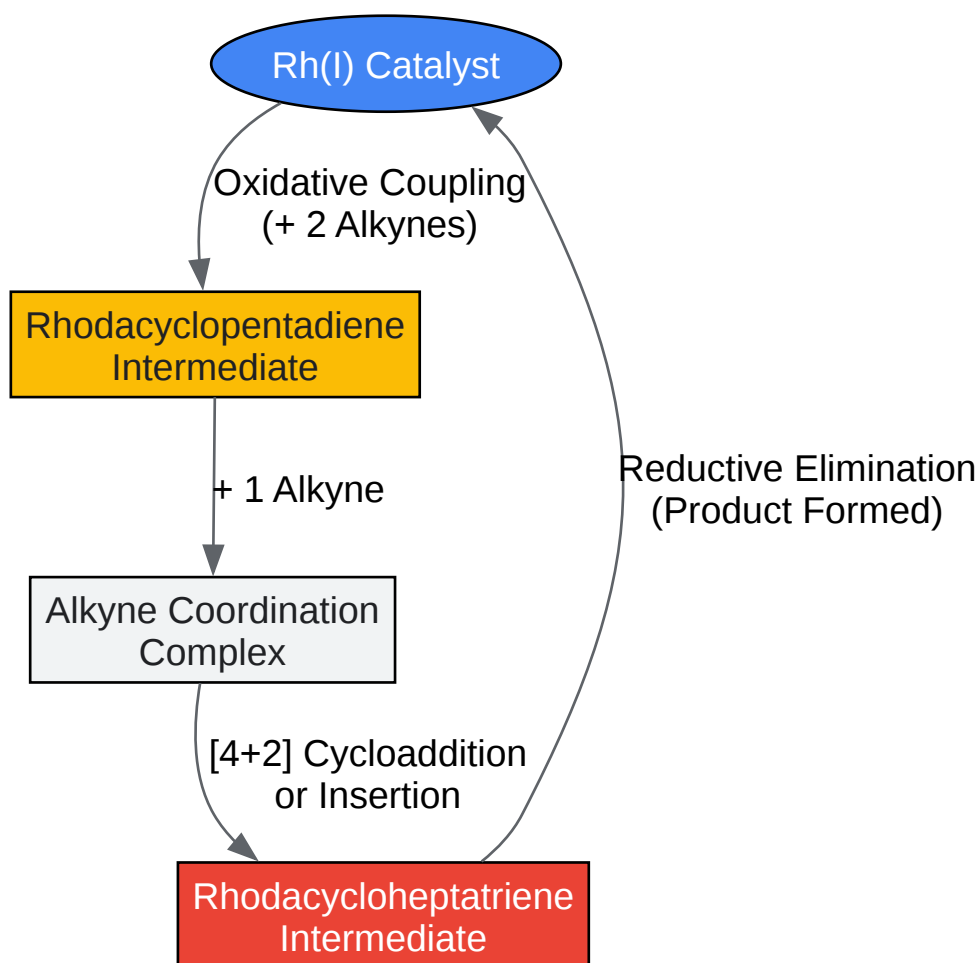 Rh(I) Catalyst
Oxidative Coupling
(+ 2 Alkynes)
Rhodacyclopentadiene
Intermediate
+ 1 Alkyne
Reductive Elimination
(Product Formed)
Alkyne Coordination
Complex
[4+2] Cycloaddition
or Insertion
Rhodacycloheptatriene
Intermediate